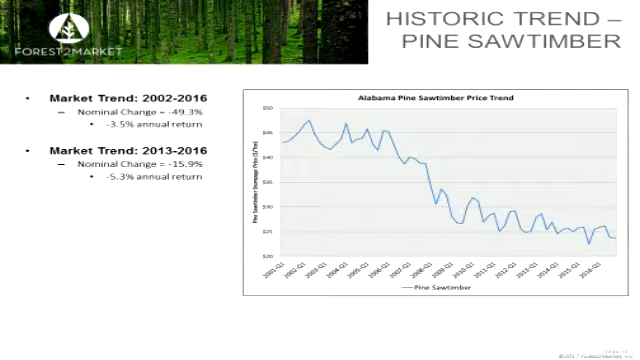 FOREST2MARKET
HISTORIC TREND –
PINE SAWTIMBER
• Market Trend: 2002-2016
– Nominal Change = -49.3%
• -3.5% annual return
• Market Trend: 2013-2016
– Nominal Change = -15.9%
• -5.3% annual return
Alabama Pine Sawtimber Price Trend
Pine Sawtimber Stumpage Price ($/Ton)
$50
$45
$40
$35
$30
$25
$20
2001-Q1
2002-Q1
2003-Q1
2004-Q1
2005-Q1
2006-Q1
2007-Q1
2008-Q1
2009-Q1
2010-Q1
2011-Q1
2012-Q1
2013-Q1
2014-Q1
2015-Q1
2016-Q1
Pine Sawtimber
©2017 Forest2Market, Inc.